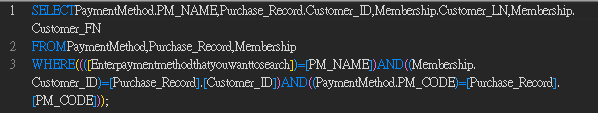 1 SELECTPaymentMethod.PM_NAME,Purchase_Record.Customer_ID,Membership.Customer_LN,Membership.
Customer_FN
2 FROMPaymentMethod,Purchase_Record,Membership
3 WHERE((([Enterpaymentmethodthatyouwanttosearch])=[PM_NAME])AND((Membership.
Customer_ID)=[Purchase_Record].[Customer_ID])AND((PaymentMethod.PM_CODE)=[Purchase_Record].
[PM_CODE]));